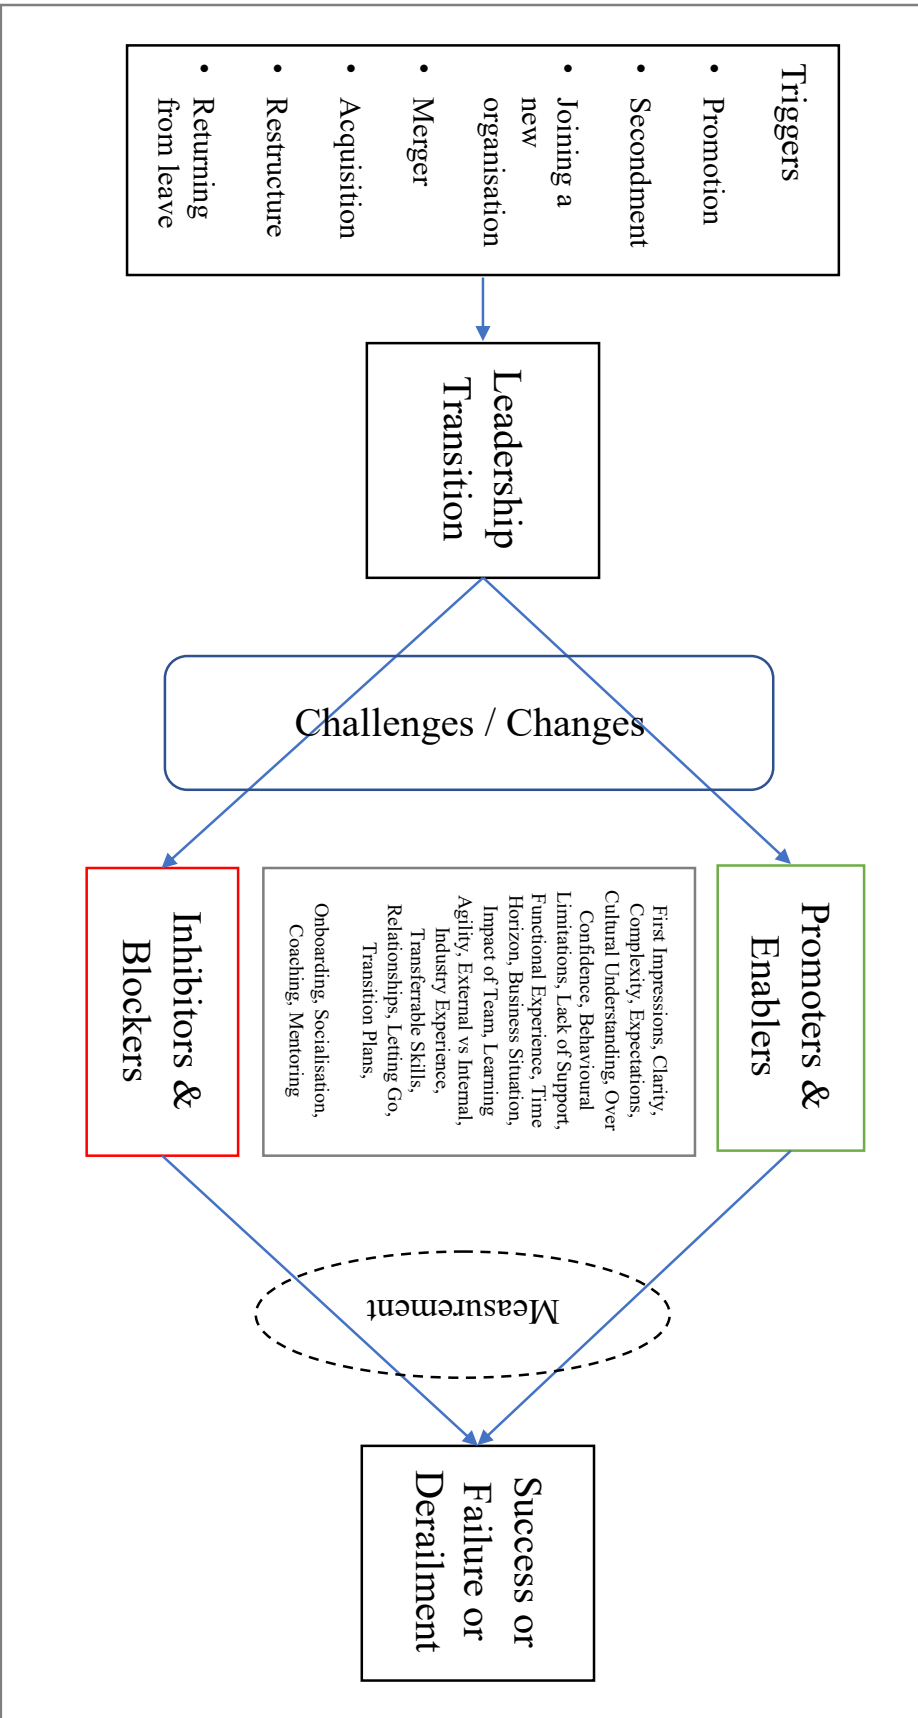 Triggers
• Promotion
• Secondment
• Joining a
new
organisation
• Merger
• Acquisition
• Restructure
• Returning
from leave
Leadership
Transition
Challenges / Changes
Promoters &
Enablers
First Impressions, Clarity,
Complexity, Expectations,
Cultural Understanding, Over
Confidence, Behavioural
Limitations, Lack of Support,
Functional Experience, Time
Horizon, Business Situation,
Impact of Team, Learning
Agility, External vs Internal,
Industry Experience,
Transferrable Skills,
Relationships, Letting Go,
Transition Plans,
Onboarding, Socialisation,
Coaching, Mentoring
Inhibitors &
Blockers
Measurement
Success or
Failure or
Derailment